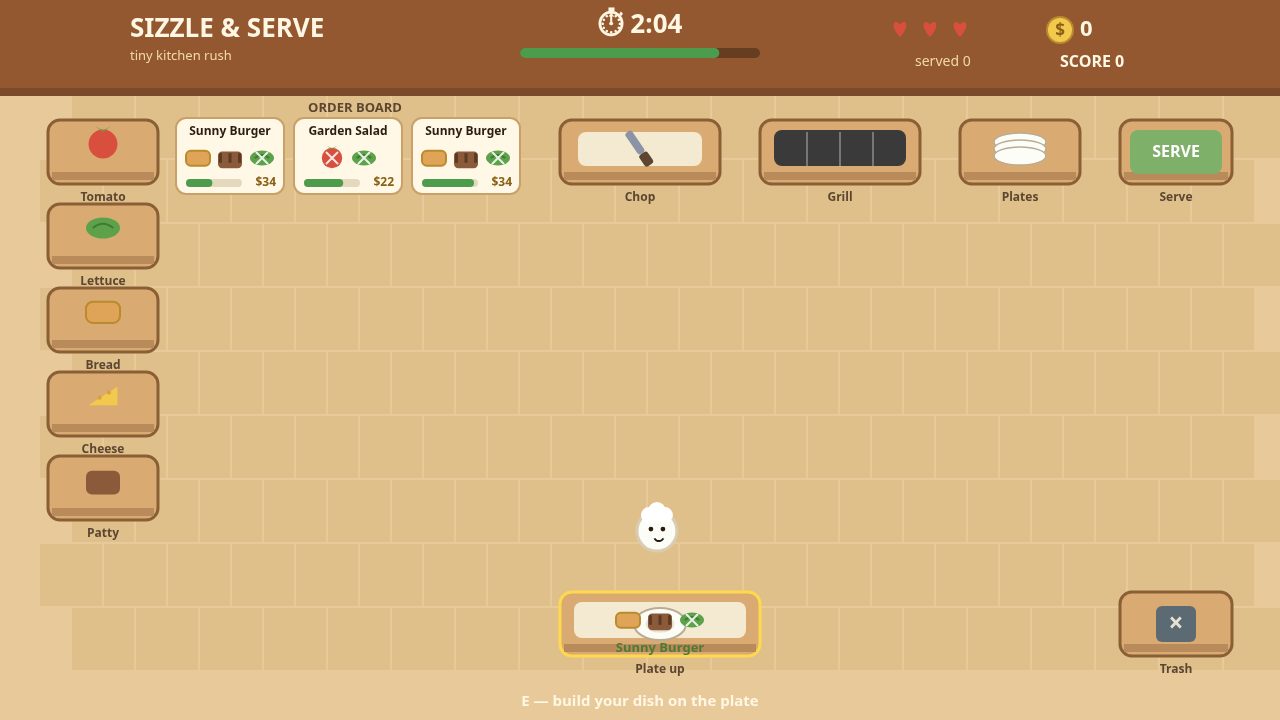 SIZZLE & SERVE
tiny kitchen rush
2:04
served 0
$ 0
SCORE 0
ORDER BOARD
Sunny Burger
$34
Garden Salad
$22
Sunny Burger
$34
Tomato
Lettuce
Bread
Cheese
Patty
Chop
Grill
Plates
SERVE
Serve
Sunny Burger
Plate up
×
Trash
E — build your dish on the plate